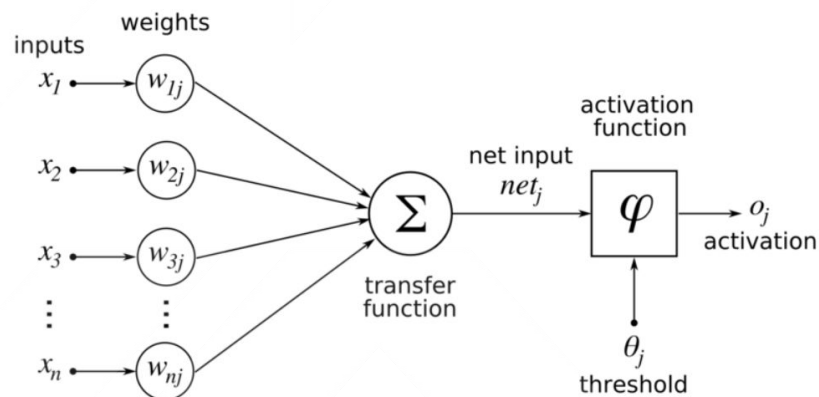 weights
inputs
x₁
w₁ⱼ
x₂
w₂ⱼ
x₃
w₃ⱼ
⋮
⋮
xₙ
wₙⱼ
Σ
transfer
function
net input
netⱼ
activation
function
φ
oⱼ
activation
θⱼ
threshold